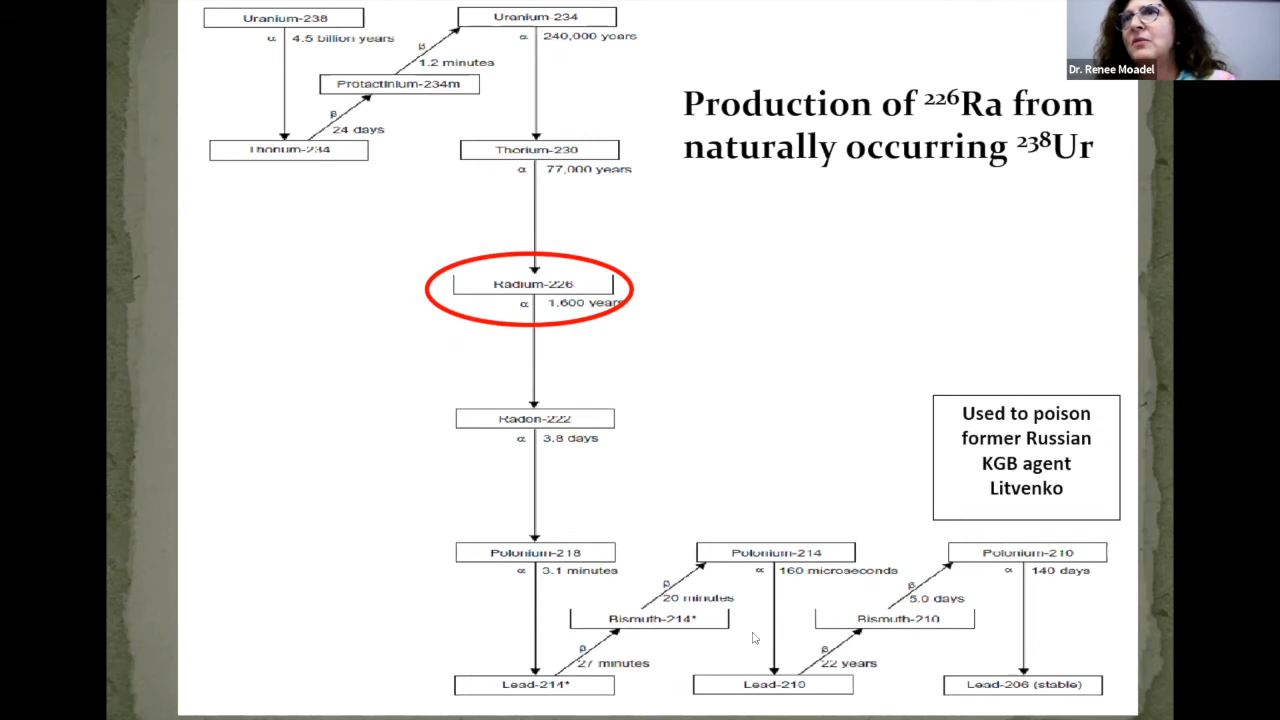 Uranium-238
α 4.5 billion years
β
1.2 minutes
Uranium 234
α 240,000 years
Protactinium-234m
β
24 days
Thorium-234
Thorium-230
α 77,000 years
Dr. Renee Moadel
Production of ²²⁶Ra from
naturally occurring ²³⁸Ur
Radium-226
α 1,600 years
Radon-222
α 3.8 days
Used to poison
former Russian
KGB agent
Litvenko
Polonium-218
α 3.1 minutes
β
20 minutes
Polonium-214
α 160 microseconds
β
5.0 days
Polonium-210
α 140 days
Bismuth-214*
Bismuth-210
β
27 minutes
β
22 years
Lead-214*
Lead-210
Lead-206 (stable)